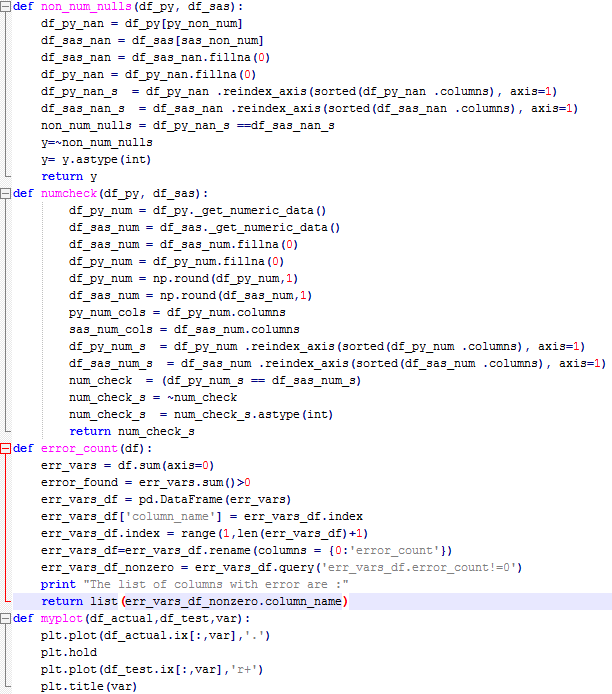 def non_num_nulls(df_py, df_sas):
    df_py_nan = df_py[py_non_num]
    df_sas_nan = df_sas[sas_non_num]
    df_sas_nan = df_sas_nan.fillna(0)
    df_py_nan = df_py_nan.fillna(0)
    df_py_nan_s  = df_py_nan .reindex_axis(sorted(df_py_nan .columns), axis=1)
    df_sas_nan_s  = df_sas_nan .reindex_axis(sorted(df_sas_nan .columns), axis=1)
    non_num_nulls = df_py_nan_s ==df_sas_nan_s
    y=~non_num_nulls
    y= y.astype(int)
    return y
def numcheck(df_py, df_sas):
        df_py_num = df_py._get_numeric_data()
        df_sas_num = df_sas._get_numeric_data()
        df_sas_num = df_sas_num.fillna(0)
        df_py_num = df_py_num.fillna(0)
        df_py_num = np.round(df_py_num,1)
        df_sas_num = np.round(df_sas_num,1)
        py_num_cols = df_py_num.columns
        sas_num_cols = df_sas_num.columns
        df_py_num_s  = df_py_num .reindex_axis(sorted(df_py_num .columns), axis=1)
        df_sas_num_s  = df_sas_num .reindex_axis(sorted(df_sas_num .columns), axis=1)
        num_check  = (df_py_num_s == df_sas_num_s)
        num_check_s = ~num_check
        num_check_s  = num_check_s.astype(int)
        return num_check_s
def error_count(df):
    err_vars = df.sum(axis=0)
    error_found = err_vars.sum()>0
    err_vars_df = pd.DataFrame(err_vars)
    err_vars_df['column_name'] = err_vars_df.index
    err_vars_df.index = range(1,len(err_vars_df)+1)
    err_vars_df=err_vars_df.rename(columns = {0:'error_count'})
    err_vars_df_nonzero = err_vars_df.query('err_vars_df.error_count!=0')
    print "The list of columns with error are :"
    return list(err_vars_df_nonzero.column_name)
def myplot(df_actual,df_test,var):
    plt.plot(df_actual.ix[:,var],'.')
    plt.hold
    plt.plot(df_test.ix[:,var],'r+')
    plt.title(var)